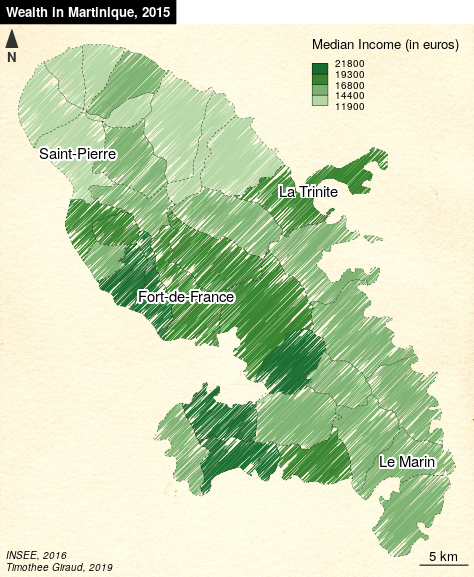 Wealth in Martinique, 2015
N
Median Income (in euros)
21800
19300
16800
14400
11900
Saint-Pierre
La Trinite
Fort-de-France
Le Marin
INSEE, 2016
Timothee Giraud, 2019
5 km